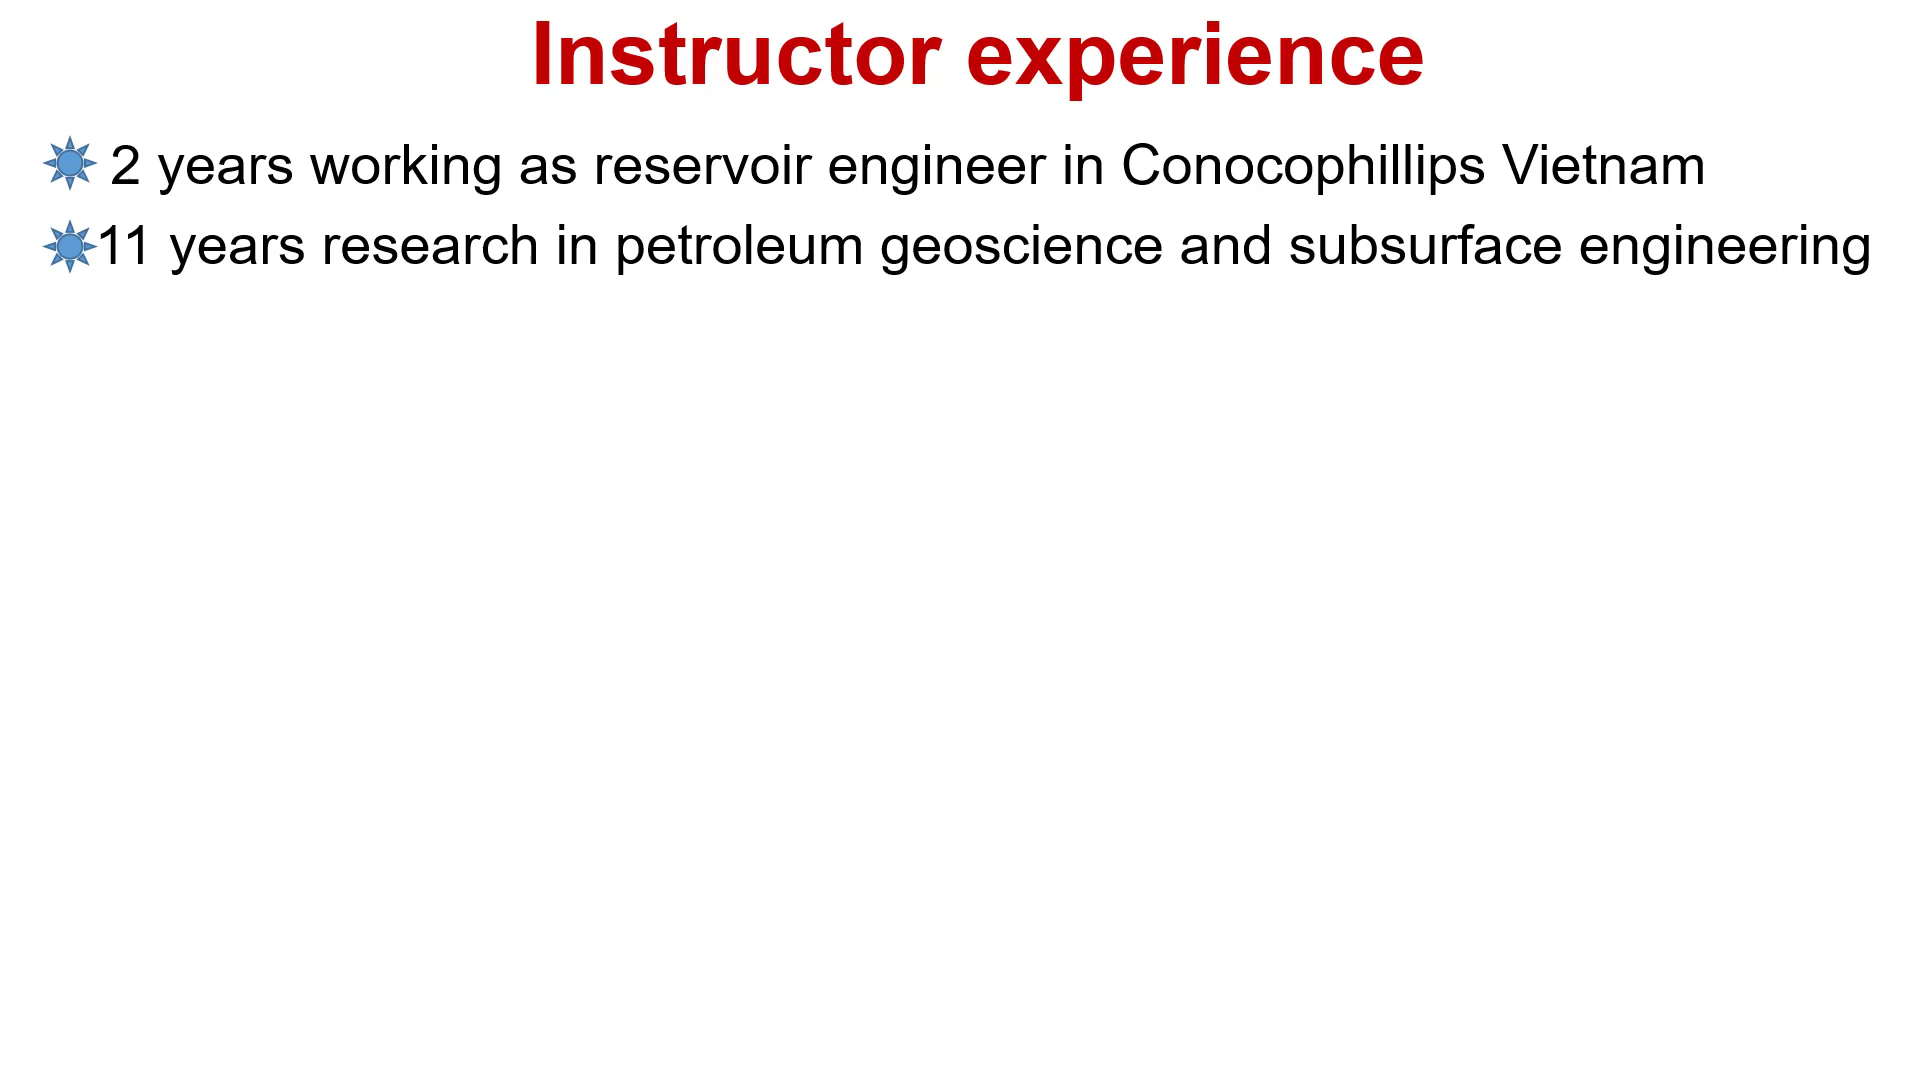 Instructor experience
2 years working as reservoir engineer in Conocophillips Vietnam
11 years research in petroleum geoscience and subsurface engineering